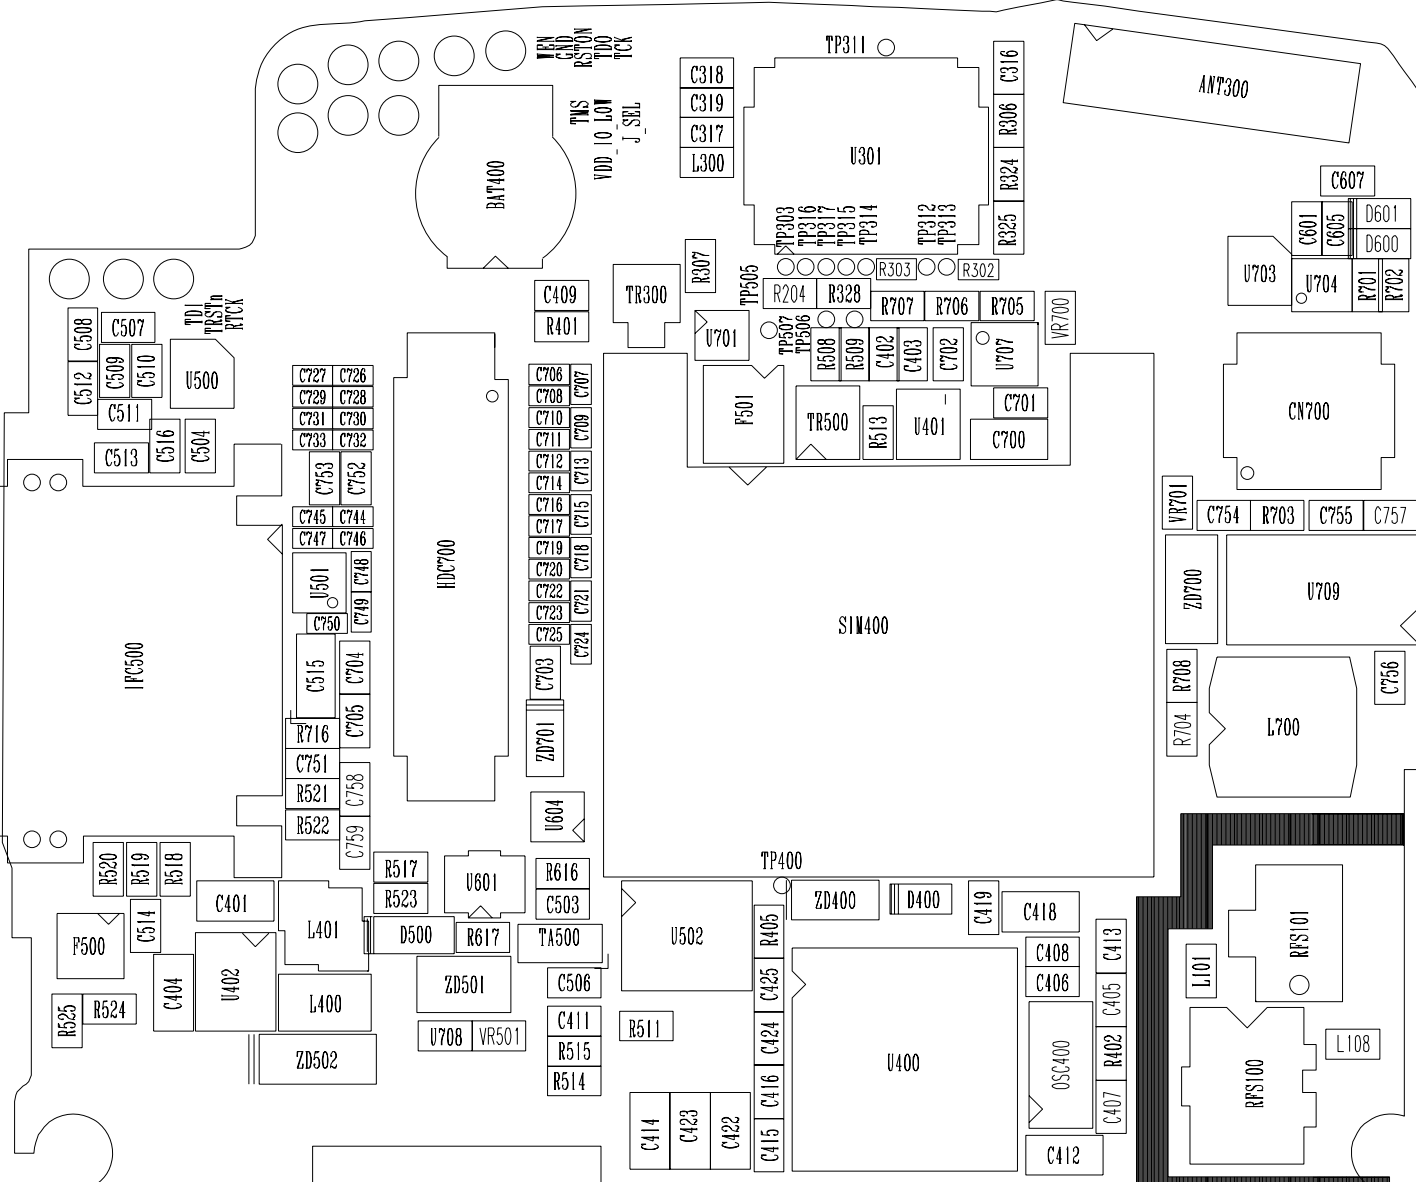 WEN
GND
RSTON
TDO
TCK
TMS
VDD_IO_LOW
J_SEL
BAT400
C318
C319
C317
L300
TP311
U301
C316
R306
R324
R325
ANT300
TP303
TP316
TP317
TP315
TP314
TP312
TP313
R303
R302
C607
C601
C605
D601
D600
U703
U704
R701
R702
TDI
TRSTn
RTCK
C508
C507
C509
C510
C512
C511
U500
C513
C516
C504
C409
R401
TR300
R307
TP505
R204
R328
R707
R706
R705
VR700
U701
TP507
TP506
R508
R509
C402
C403
C702
U707
C701
C700
F501
TR500
R513
U401
CN700
C727
C726
C729
C728
C731
C730
C733
C732
C753
C752
C745
C744
C747
C746
U501
C748
C749
C750
C515
C704
C705
R716
C751
R521
R522
C758
C759
HDC700
C706
C707
C708
C710
C709
C711
C712
C713
C714
C716
C715
C717
C719
C718
C720
C722
C721
C723
C725
C724
C703
ZD701
U604
IFC500
SIM400
VR701
C754
R703
C755
C757
ZD700
U709
R708
R704
L700
C756
TP400
R520
R519
R518
C401
C514
F500
L401
U402
C404
L400
R525
R524
ZD502
R517
R523
U601
R616
C503
D500
R617
TA500
ZD501
C506
U708
VR501
C411
R515
R514
R511
U502
R405
C425
C424
C416
C415
C414
C423
C422
ZD400
D400
C419
C418
C408
C406
C413
C405
R402
C407
OSC400
U400
C412
RFS101
L101
L108
RFS100